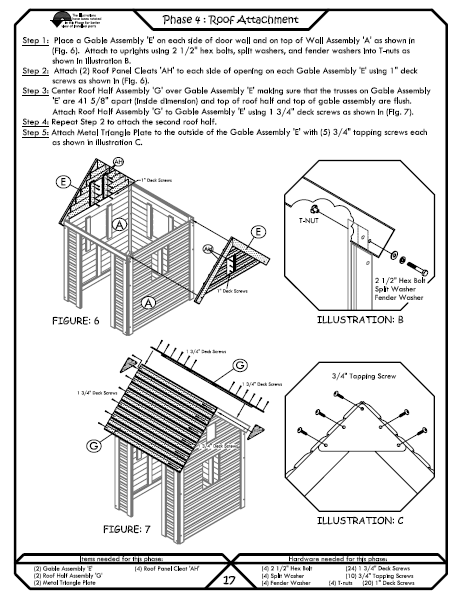 Phase 4 : Roof Attachment
Step 1: Place a Gable Assembly 'E' on each side of door wall and on top of Wall Assembly 'A' as shown in
(Fig. 6). Attach to uprights using 2 1/2" hex bolts, split washers, and fender washers into T-nuts as
shown in Illustration B.
Step 2: Attach (2) Roof Panel Cleats 'AH' to each side of opening on each Gable Assembly 'E' using 1" deck
screws as shown in (Fig. 6).
Step 3: Center Roof Half Assembly 'G' over Gable Assembly 'E' making sure that the trusses on Gable Assembly
'E' are 41 5/8" apart (inside dimension) and top of roof half and top of gable assembly are flush.
Attach Roof Half Assembly 'G' to Gable Assembly 'E' using 1 3/4" deck screws as shown in (Fig. 7).
Step 4: Repeat Step 2 to attach the second roof half.
Step 5: Attach Metal Triangle Plate to the outside of the Gable Assembly 'E' with (5) 3/4" tapping screws each
as shown in illustration C.
AH
E
1" Deck Screws
A
E
AH
1" Deck Screws
A
FIGURE: 6
T-NUT
2 1/2" Hex Bolt
Split Washer
Fender Washer
ILLUSTRATION: B
1 3/4" Deck Screws
G
1 3/4" Deck Screws
1 3/4" Deck Screws
G
1 3/4" Deck Screws
FIGURE: 7
3/4" Tapping Screw
ILLUSTRATION: C
Items needed for this phase:
(2) Gable Assembly 'E'
(4) Roof Panel Cleat 'AH'
(2) Roof Half Assembly 'G'
(2) Metal Triangle Plate
17
Hardware needed for this phase:
(4) 2 1/2" Hex Bolt
(24) 1 3/4" Deck Screws
(4) Split Washer
(10) 3/4" Tapping Screws
(4) Fender Washer
(4) T-nuts
(20) 1" Deck Screws